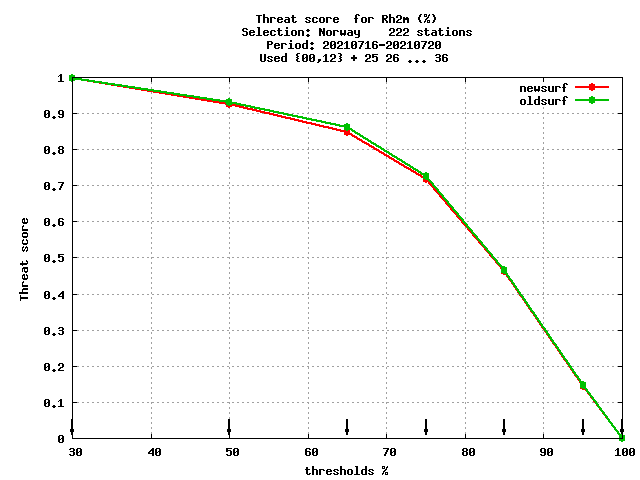 Threat score  for Rh2m (%)
Selection: Norway    222 stations
Period: 20210716-20210720
Used {00,12} + 25 26 ... 36
newsurf
oldsurf
1
0.9
0.8
0.7
0.6
0.5
0.4
0.3
0.2
0.1
0
Threat score
30 40 50 60 70 80 90 100
thresholds %